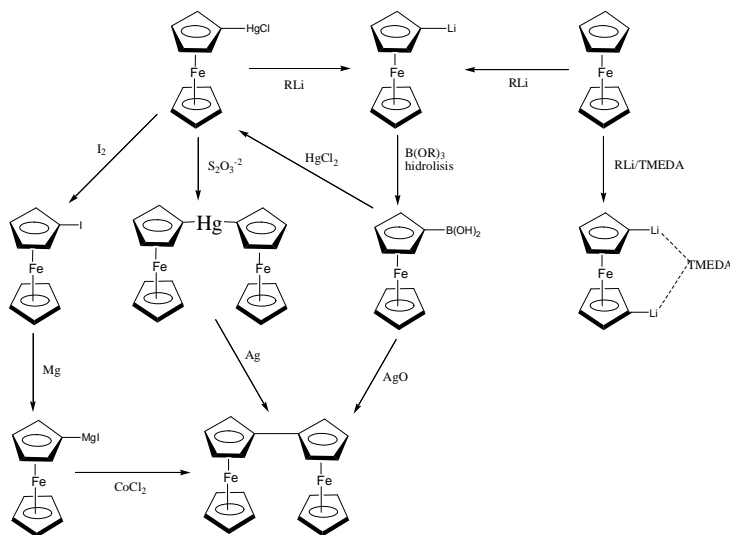 HgCl
Fe
RLi
Li
Fe
RLi
Fe
I₂
S₂O₃⁻²
HgCl₂
B(OR)₃
hidrolisis
RLi/TMEDA
I
Fe
Hg
Fe
Fe
B(OH)₂
Fe
Li
TMEDA
Fe
Li
Mg
Ag
AgO
MgI
Fe
CoCl₂
Fe
Fe